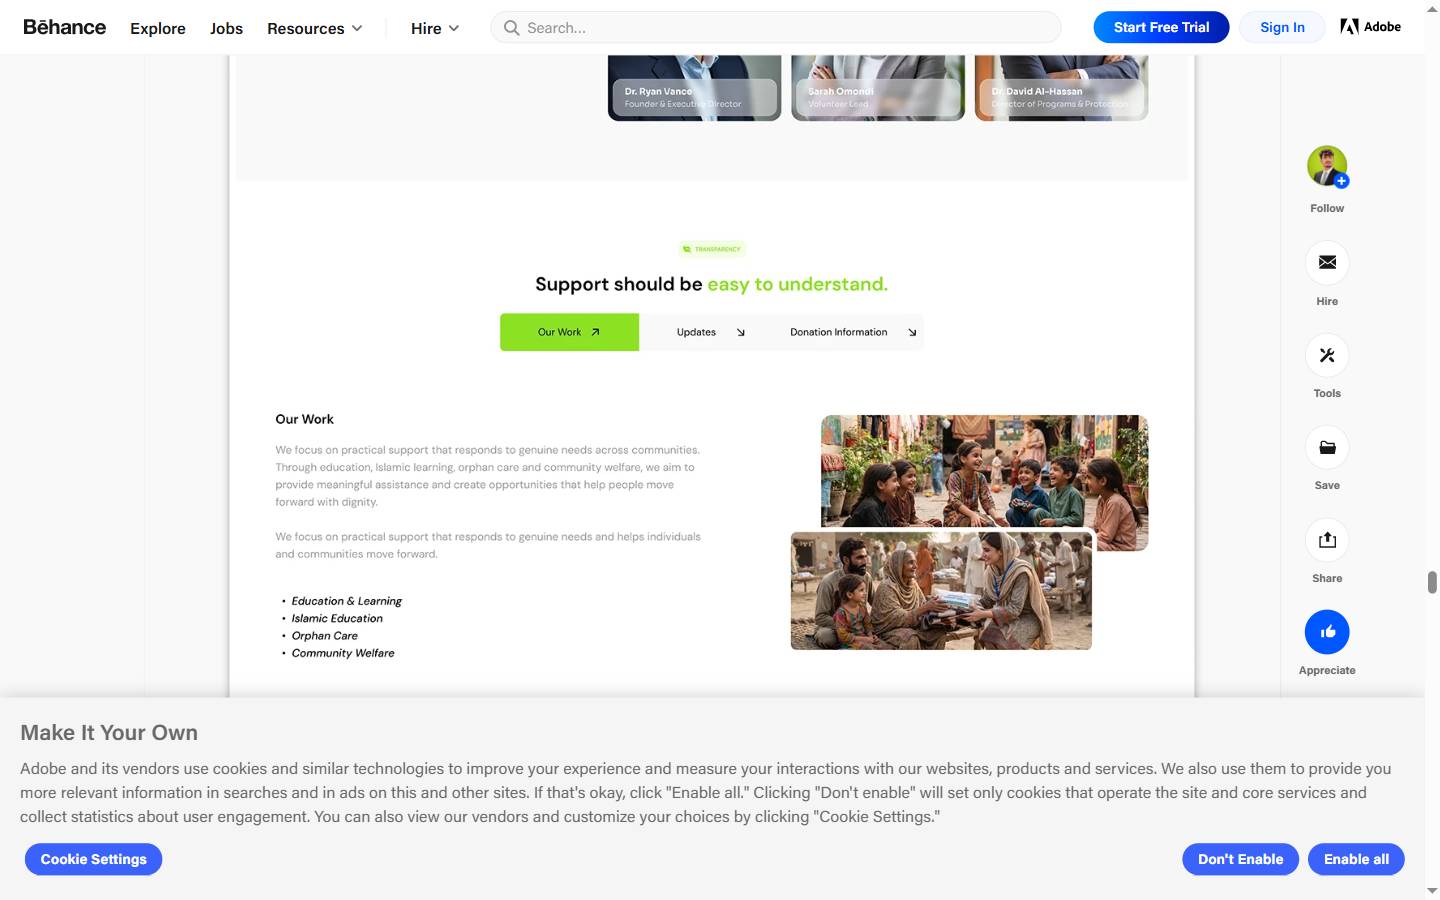 Bēhance
Explore
Jobs
Resources
Hire
Search...
Start Free Trial
Sign In
Adobe
Dr. Ryan Vance
Founder & Executive Director
Sarah Omondi
Volunteer Lead
Dr. David Al-Hassan
Director of Programs & Protection
TRANSPARENCY
Support should be easy to understand.
Our Work
Updates
Donation Information
Our Work
We focus on practical support that responds to genuine needs across communities.
Through education, Islamic learning, orphan care and community welfare, we aim to
provide meaningful assistance and create opportunities that help people move
forward with dignity.
We focus on practical support that responds to genuine needs and helps individuals
and communities move forward.
• Education & Learning
• Islamic Education
• Orphan Care
• Community Welfare
Follow
Hire
Tools
Save
Share
Appreciate
Make It Your Own
Adobe and its vendors use cookies and similar technologies to improve your experience and measure your interactions with our websites, products and services. We also use them to provide you
more relevant information in searches and in ads on this and other sites. If that's okay, click "Enable all." Clicking "Don't enable" will set only cookies that operate the site and core services and
collect statistics about user engagement. You can also view our vendors and customize your choices by clicking "Cookie Settings."
Cookie Settings
Don't Enable
Enable all